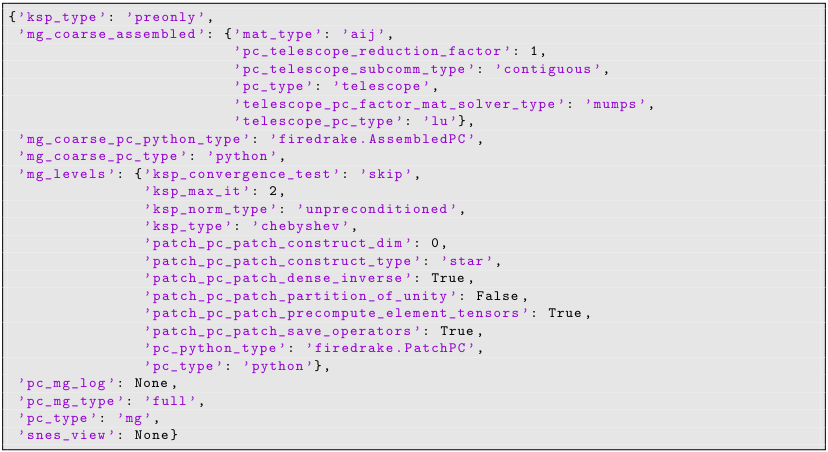 {'ksp_type': 'preonly',
 'mg_coarse_assembled': {'mat_type': 'aij',
                         'pc_telescope_reduction_factor': 1,
                         'pc_telescope_subcomm_type': 'contiguous',
                         'pc_type': 'telescope',
                         'telescope_pc_factor_mat_solver_type': 'mumps',
                         'telescope_pc_type': 'lu'},
 'mg_coarse_pc_python_type': 'firedrake.AssembledPC',
 'mg_coarse_pc_type': 'python',
 'mg_levels': {'ksp_convergence_test': 'skip',
               'ksp_max_it': 2,
               'ksp_norm_type': 'unpreconditioned',
               'ksp_type': 'chebyshev',
               'patch_pc_patch_construct_dim': 0,
               'patch_pc_patch_construct_type': 'star',
               'patch_pc_patch_dense_inverse': True,
               'patch_pc_patch_partition_of_unity': False,
               'patch_pc_patch_precompute_element_tensors': True,
               'patch_pc_patch_save_operators': True,
               'pc_python_type': 'firedrake.PatchPC',
               'pc_type': 'python'},
 'pc_mg_log': None,
 'pc_mg_type': 'full',
 'pc_type': 'mg',
 'snes_view': None}